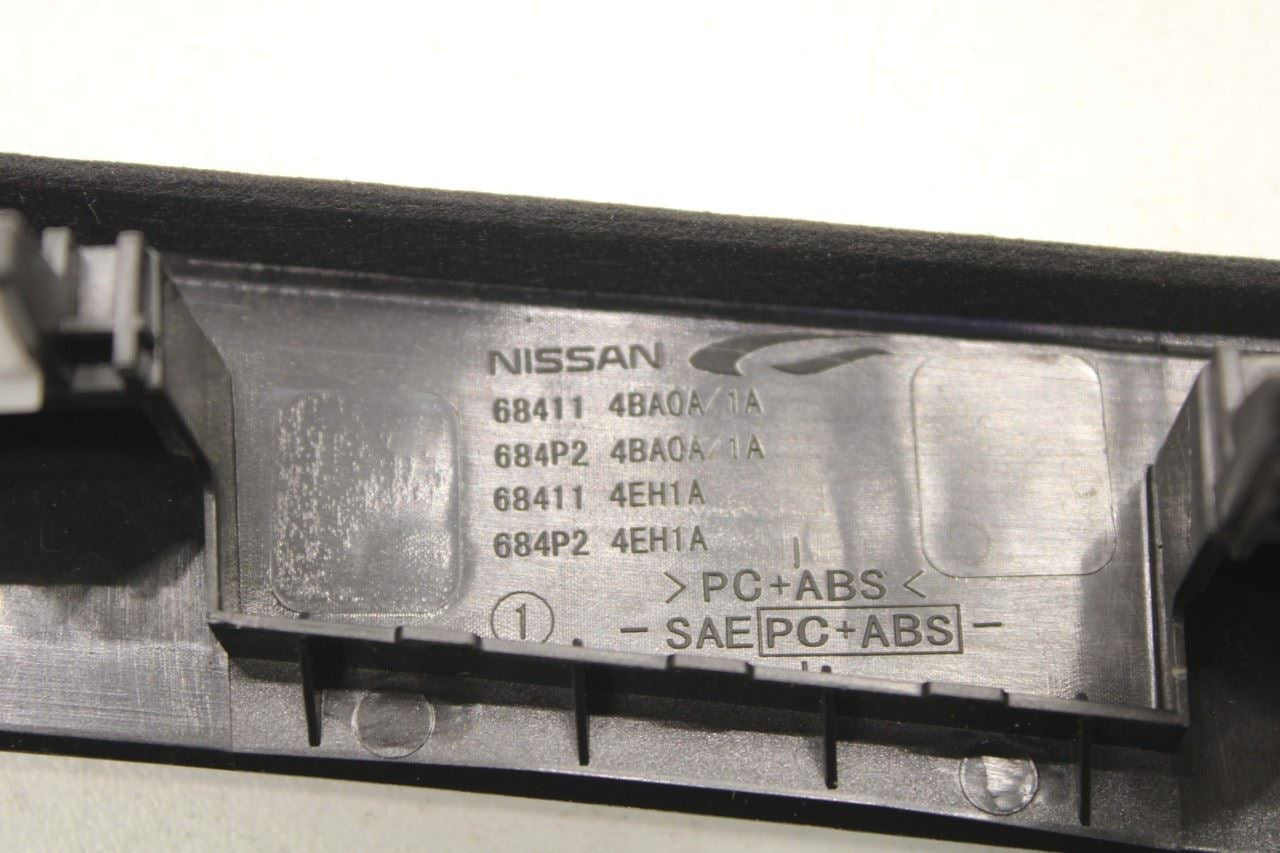 NISSAN
68411 4BA0A/1A
684P2 4BA0A/1A
68411 4EH1A
684P2 4EH1A
>PC+ABS<
1 -SAE PC+ABS-